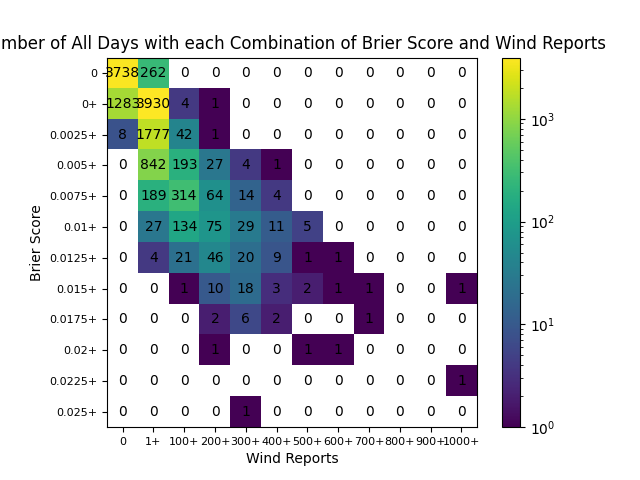 mber of All Days with each Combination of Brier Score and Wind Reports
0 3738 262 0 0 0 0 0 0 0 0 0 0
0+ 1283 3930 4 1 0 0 0 0 0 0 0 0
0.0025+ 8 1777 42 1 0 0 0 0 0 0 0 0
0.005+ 0 842 193 27 4 1 0 0 0 0 0 0
0.0075+ 0 189 314 64 14 4 0 0 0 0 0 0
0.01+ 0 27 134 75 29 11 5 0 0 0 0 0
0.0125+ 0 4 21 46 20 9 1 1 0 0 0 0
0.015+ 0 0 1 10 18 3 2 1 1 0 0 1
0.0175+ 0 0 0 2 6 2 0 0 1 0 0 0
0.02+ 0 0 0 1 0 0 1 1 0 0 0 0
0.0225+ 0 0 0 0 0 0 0 0 0 0 0 1
0.025+ 0 0 0 0 1 0 0 0 0 0 0 0
0 1+ 100+ 200+ 300+ 400+ 500+ 600+ 700+ 800+ 900+ 1000+
Wind Reports
Brier Score
10³
10²
10¹
10⁰